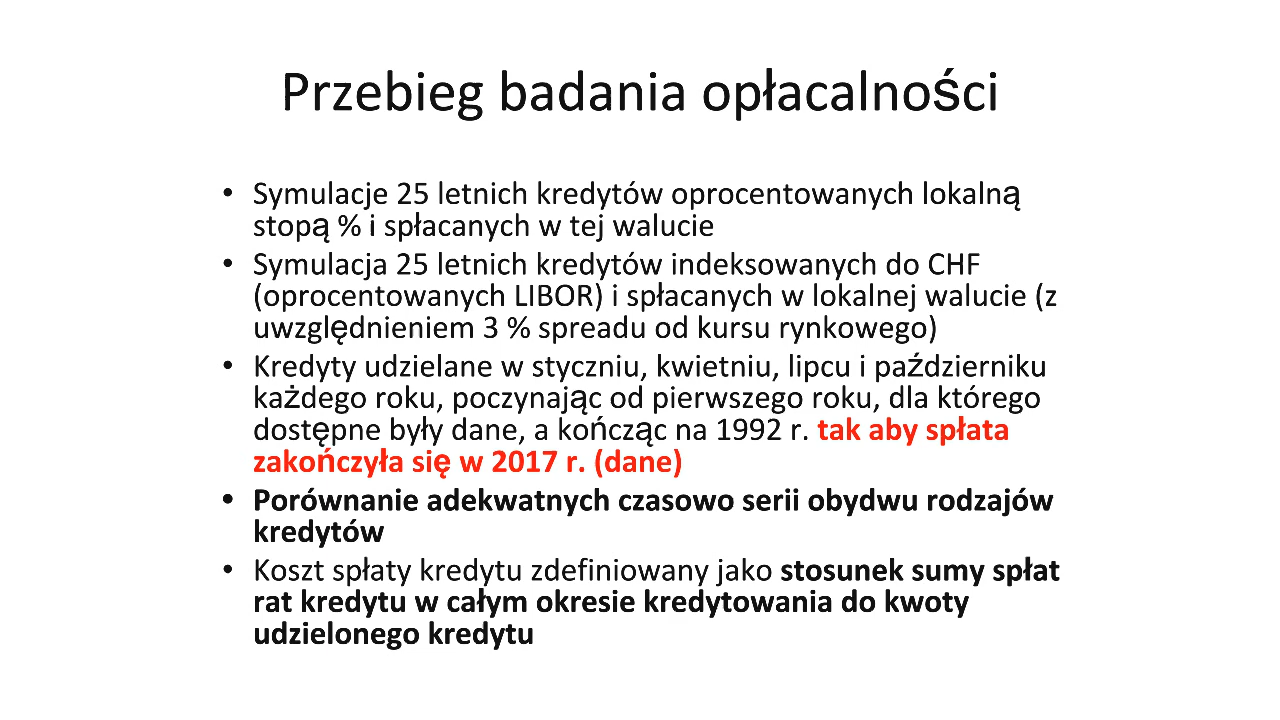 Przebieg badania opłacalności
• Symulacje 25 letnich kredytów oprocentowanych lokalną
stopą % i spłacanych w tej walucie
• Symulacja 25 letnich kredytów indeksowanych do CHF
(oprocentowanych LIBOR) i spłacanych w lokalnej walucie (z
uwzględnieniem 3 % spreadu od kursu rynkowego)
• Kredyty udzielane w styczniu, kwietniu, lipcu i październiku
każdego roku, poczynając od pierwszego roku, dla którego
dostępne były dane, a kończąc na 1992 r. tak aby spłata
zakończyła się w 2017 r. (dane)
• Porównanie adekwatnych czasowo serii obydwu rodzajów
kredytów
• Koszt spłaty kredytu zdefiniowany jako stosunek sumy spłat
rat kredytu w całym okresie kredytowania do kwoty
udzielonego kredytu